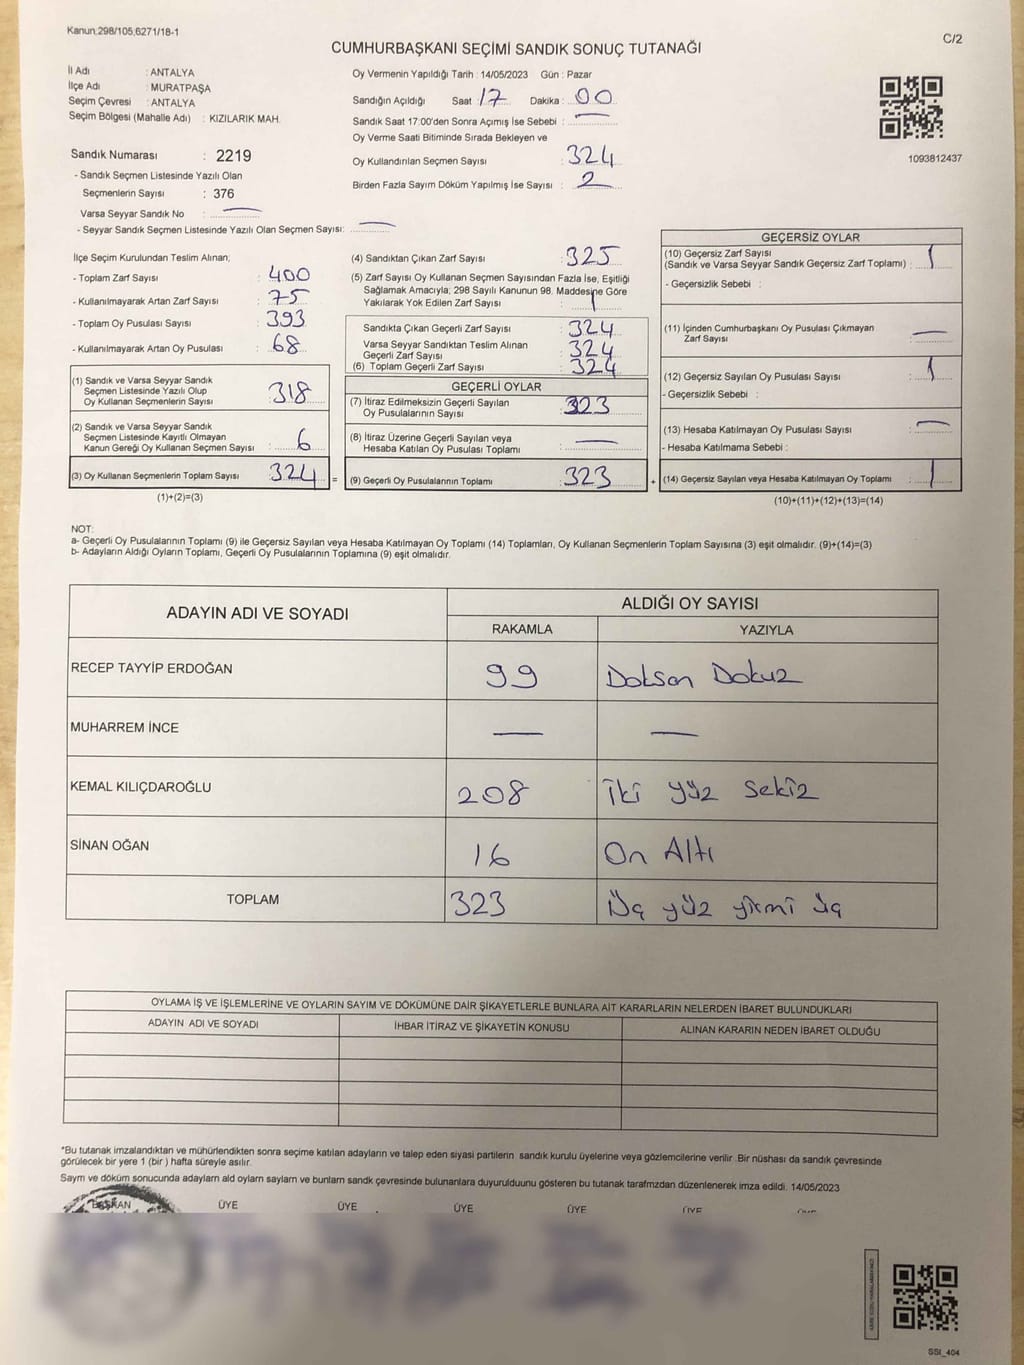 Kanun;298/105,6271/18-1
C/2
CUMHURBAŞKANI SEÇİMİ SANDIK SONUÇ TUTANAĞI
İl Adı : ANTALYA
İlçe Adı : MURATPAŞA
Seçim Çevresi : ANTALYA
Seçim Bölgesi (Mahalle Adı) : KIZILARIK MAH.
Sandık Numarası : 2219
- Sandık Seçmen Listesinde Yazılı Olan
Seçmenlerin Sayısı : 376
Varsa Seyyar Sandık No : —
- Seyyar Sandık Seçmen Listesinde Yazılı Olan Seçmen Sayısı: —
Oy Vermenin Yapıldığı Tarih : 14/05/2023 Gün : Pazar
Sandığın Açıldığı Saat : 17 Dakika : 00
Sandık Saat 17:00'den Sonra Açımış İse Sebebi : —
Oy Verme Saati Bitiminde Sırada Bekleyen ve
Oy Kullandırılan Seçmen Sayısı : 324
Birden Fazla Sayım Döküm Yapılmış İse Sayısı : 2
1093812437
İlçe Seçim Kurulundan Teslim Alınan;
- Toplam Zarf Sayısı : 400
- Kullanılmayarak Artan Zarf Sayısı : 75
- Toplam Oy Pusulası Sayısı : 393
- Kullanılmayarak Artan Oy Pusulası : 68
(1) Sandık ve Varsa Seyyar Sandık
Seçmen Listesinde Yazılı Olup
Oy Kullanan Seçmenlerin Sayısı : 318
(2) Sandık ve Varsa Seyyar Sandık
Seçmen Listesinde Kayıtlı Olmayan
Kanun Gereği Oy Kullanan Seçmen Sayısı : 6
(3) Oy Kullanan Seçmenlerin Toplam Sayısı : 324 =
(1)+(2)=(3)
(4) Sandıktan Çıkan Zarf Sayısı : 325
(5) Zarf Sayısı Oy Kullanan Seçmen Sayısından Fazla İse, Eşitliği
Sağlamak Amacıyla; 298 Sayılı Kanunun 98. Maddesine Göre
Yakılarak Yok Edilen Zarf Sayısı : 1
Sandıkta Çıkan Geçerli Zarf Sayısı : 324
Varsa Seyyar Sandıktan Teslim Alınan
Geçerli Zarf Sayısı : 324
(6) Toplam Geçerli Zarf Sayısı : 324
GEÇERLİ OYLAR
(7) İtiraz Edilmeksizin Geçerli Sayılan
Oy Pusulalarının Sayısı : 323
(8) İtiraz Üzerine Geçerli Sayılan veya
Hesaba Katılan Oy Pusulası Toplamı : —
(9) Geçerli Oy Pusulalarının Toplamı : 323 +
GEÇERSİZ OYLAR
(10) Geçersiz Zarf Sayısı
(Sandık ve Varsa Seyyar Sandık Geçersiz Zarf Toplamı) : 1
- Geçersizlik Sebebi :
(11) İçinden Cumhurbaşkanı Oy Pusulası Çıkmayan
Zarf Sayısı : —
(12) Geçersiz Sayılan Oy Pusulası Sayısı : 1
- Geçersizlik Sebebi :
(13) Hesaba Katılmayan Oy Pusulası Sayısı : —
- Hesaba Katılmama Sebebi :
(14) Geçersiz Sayılan veya Hesaba Katılmayan Oy Toplamı : 1
(10)+(11)+(12)+(13)=(14)
NOT:
a- Geçerli Oy Pusulalarının Toplamı (9) ile Geçersiz Sayılan veya Hesaba Katılmayan Oy Toplamı (14) Toplamları, Oy Kullanan Seçmenlerin Toplam Sayısına (3) eşit olmalıdır. (9)+(14)=(3)
b- Adayların Aldığı Oyların Toplamı, Geçerli Oy Pusulalarının Toplamına (9) eşit olmalıdır.
ADAYIN ADI VE SOYADI
ALDIĞI OY SAYISI
RAKAMLA YAZIYLA
RECEP TAYYİP ERDOĞAN 99 Doksan Dokuz
MUHARREM İNCE — —
KEMAL KILIÇDAROĞLU 208 İki yüz sekiz
SİNAN OĞAN 16 On Altı
TOPLAM 323 Üç yüz yirmi üç
OYLAMA İŞ VE İŞLEMLERİNE VE OYLARIN SAYIM VE DÖKÜMÜNE DAİR ŞİKAYETLERLE BUNLARA AİT KARARLARIN NELERDEN İBARET BULUNDUKLARI
ADAYIN ADI VE SOYADI İHBAR İTİRAZ VE ŞİKAYETİN KONUSU ALINAN KARARIN NEDEN İBARET OLDUĞU
*Bu tutanak imzalandıktan ve mühürlendikten sonra seçime katılan adayların ve talep eden siyasi partilerin sandık kurulu üyelerine veya gözlemcilerine verilir .Bir nüshası da sandık çevresinde
görülecek bir yere 1 (bir ) hafta süreyle asılır.
Saym ve döküm sonucunda adaylarn ald oylarn saylarn ve bunlarn sandk çevresinde bulunanlara duyurulduunu gösteren bu tutanak tarafmzdan düzenlenerek imza edildi. 14/05/2023
BAŞKAN ÜYE ÜYE ÜYE ÜYE ÜYE
SSI_404